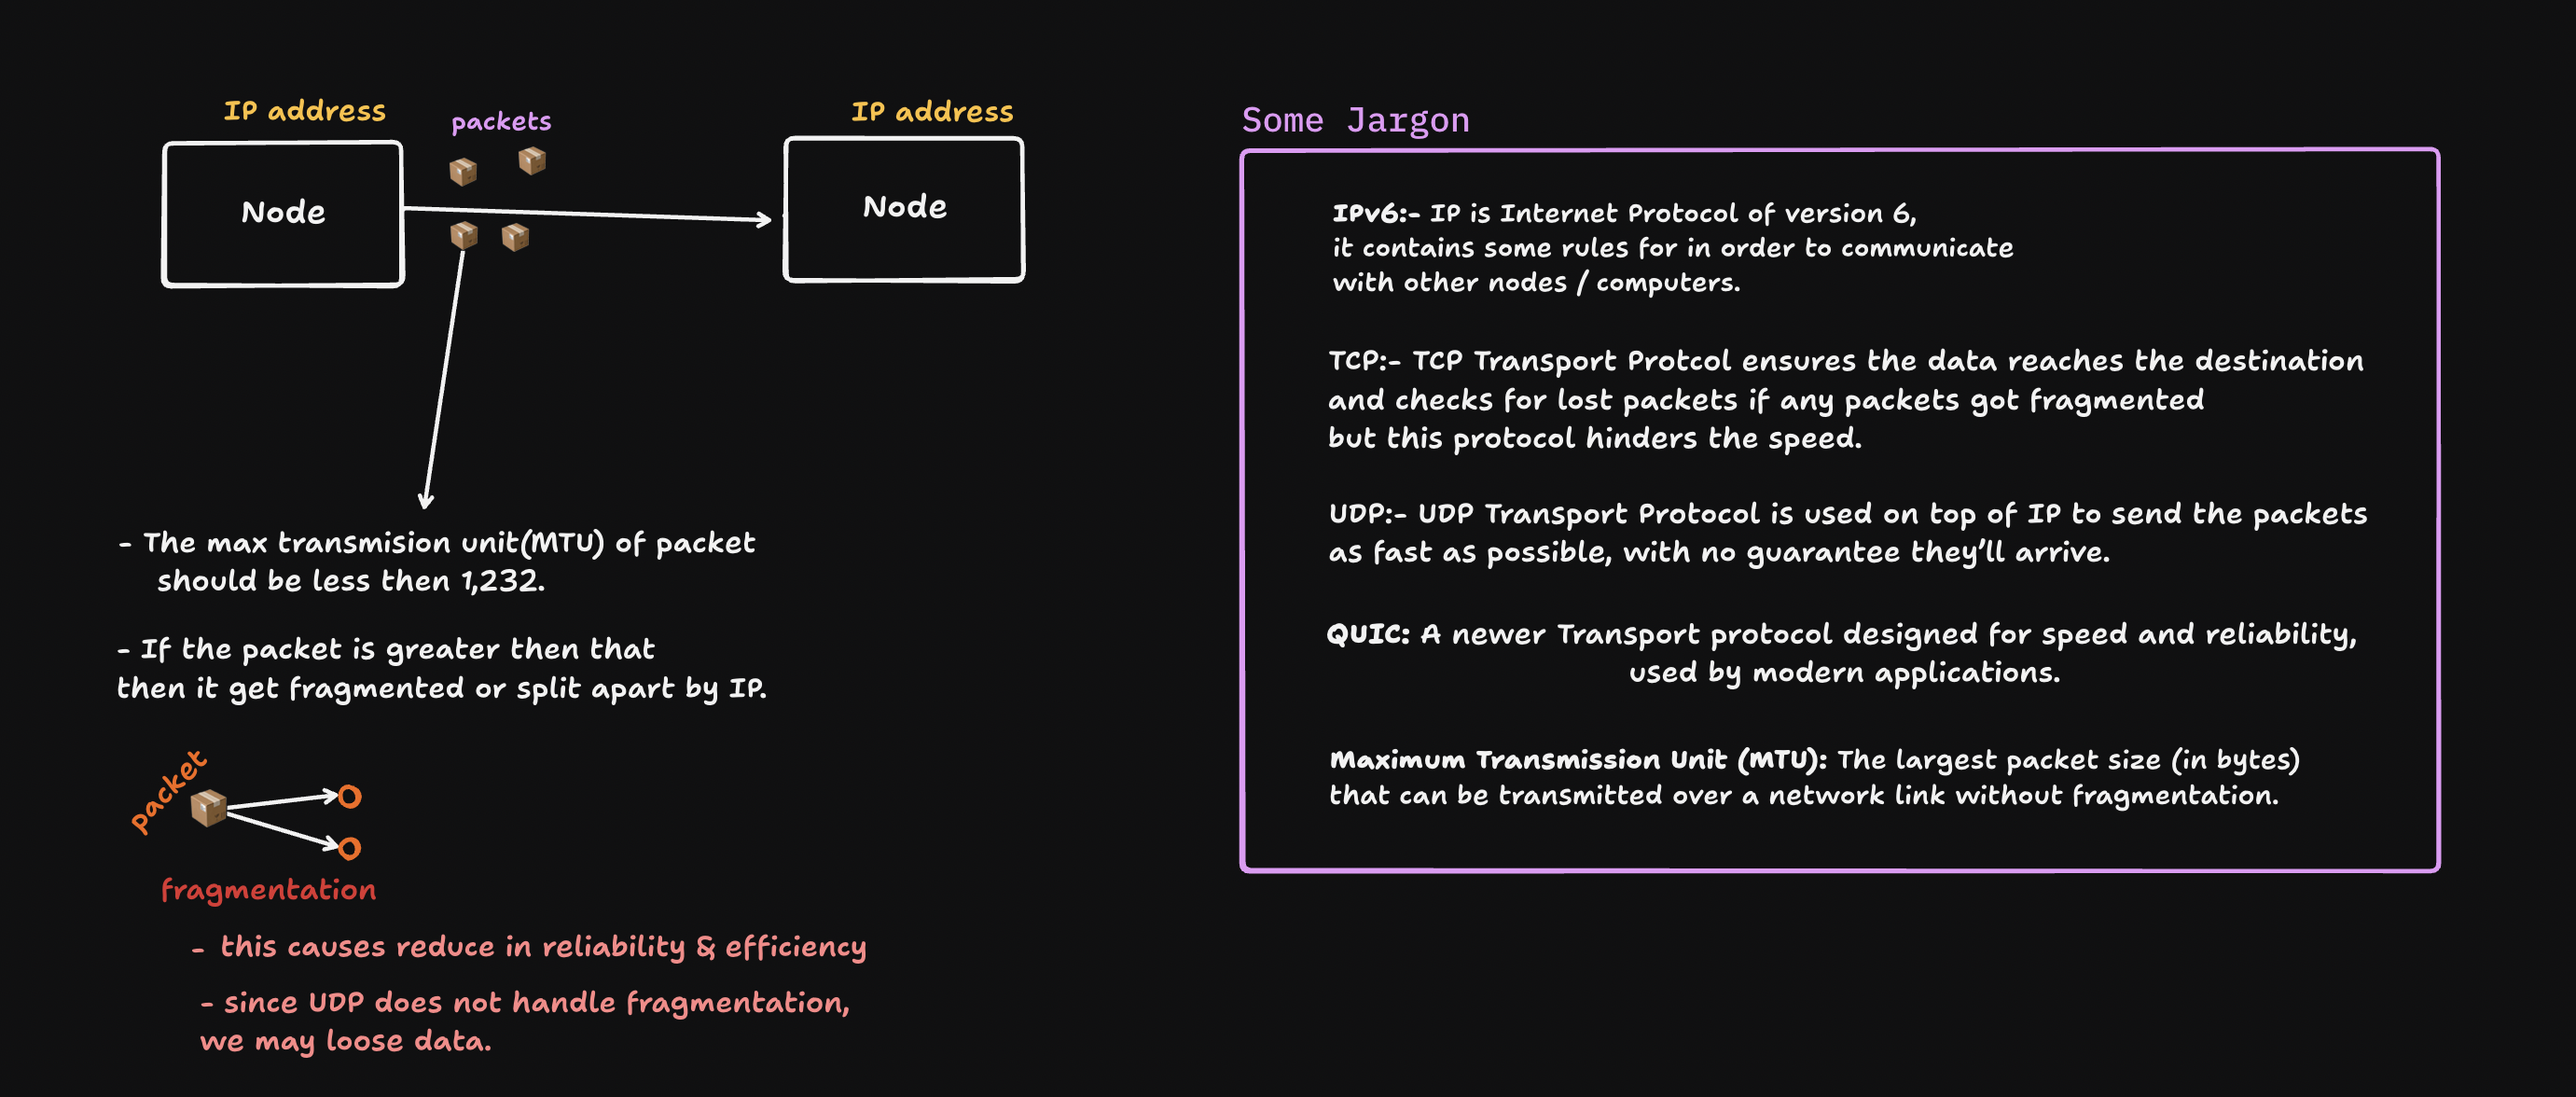 IP address
packets
IP address
Node
Node
- The max transmision unit(MTU) of packet
should be less then 1,232.
- If the packet is greater then that
then it get fragmented or split apart by IP.
packet
fragmentation
- this causes reduce in reliability & efficiency
- since UDP does not handle fragmentation,
we may loose data.
Some Jargon
IPv6:- IP is Internet Protocol of version 6,
it contains some rules for in order to communicate
with other nodes / computers.
TCP:- TCP Transport Protcol ensures the data reaches the destination
and checks for lost packets if any packets got fragmented
but this protocol hinders the speed.
UDP:- UDP Transport Protocol is used on top of IP to send the packets
as fast as possible, with no guarantee they’ll arrive.
QUIC: A newer Transport protocol designed for speed and reliability,
used by modern applications.
Maximum Transmission Unit (MTU): The largest packet size (in bytes)
that can be transmitted over a network link without fragmentation.